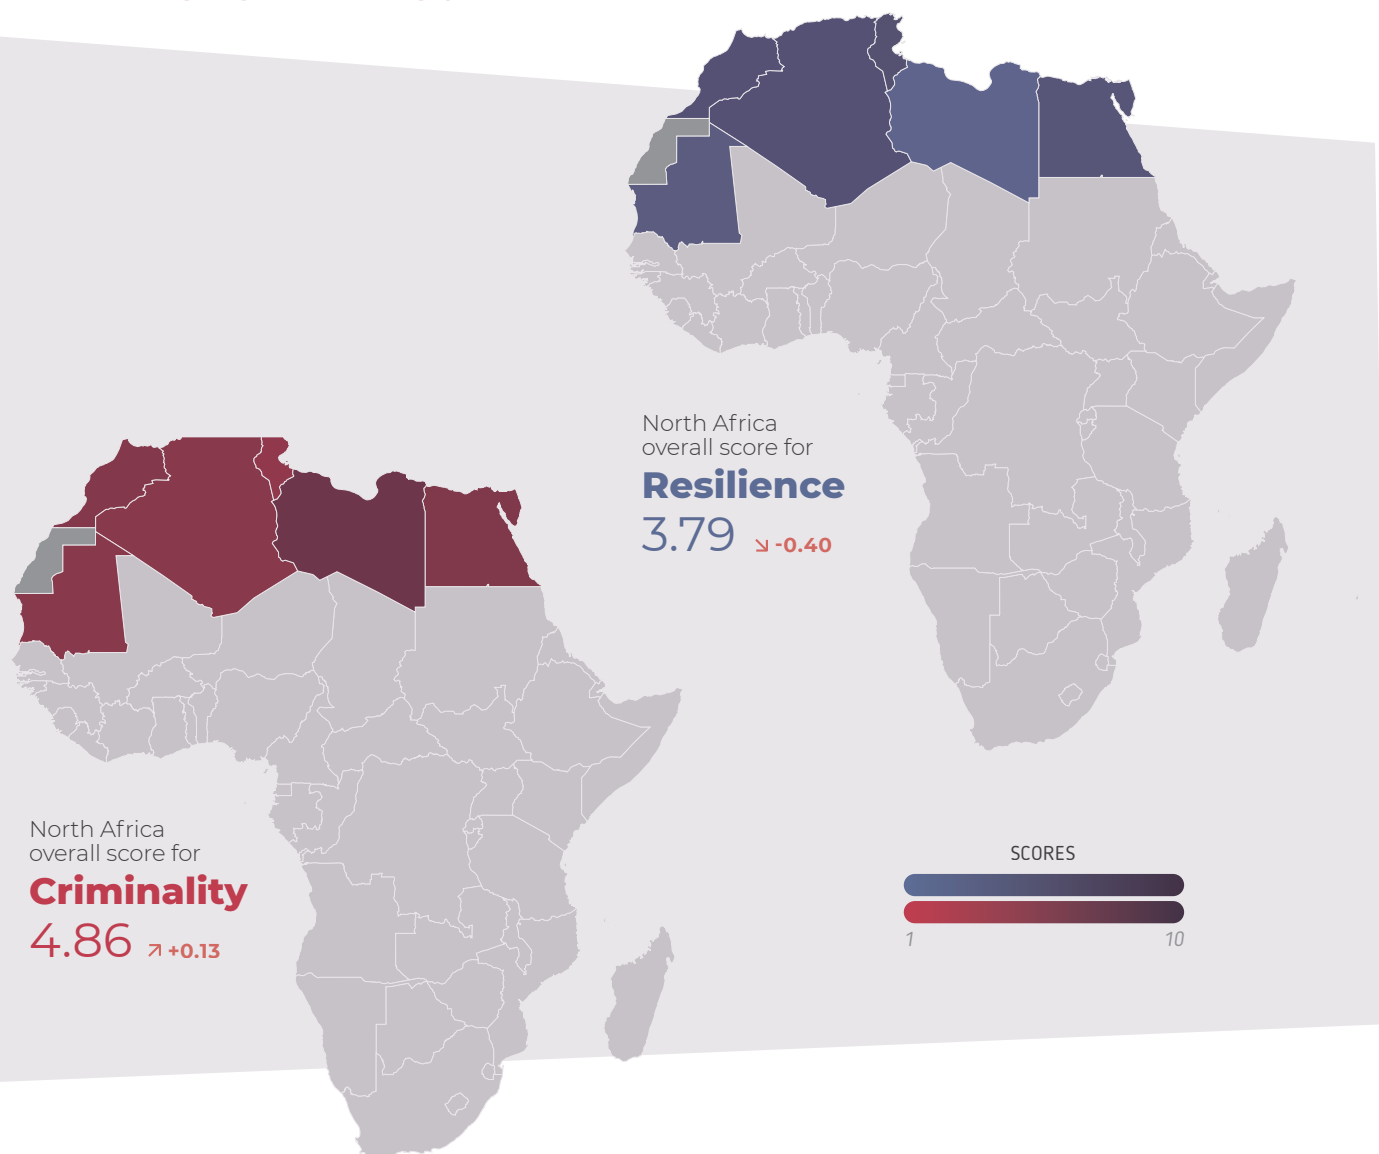 North Africa
overall score for
Resilience
3.79 ↘ -0.40
North Africa
overall score for
Criminality
4.86 ↗ +0.13
SCORES
1 10